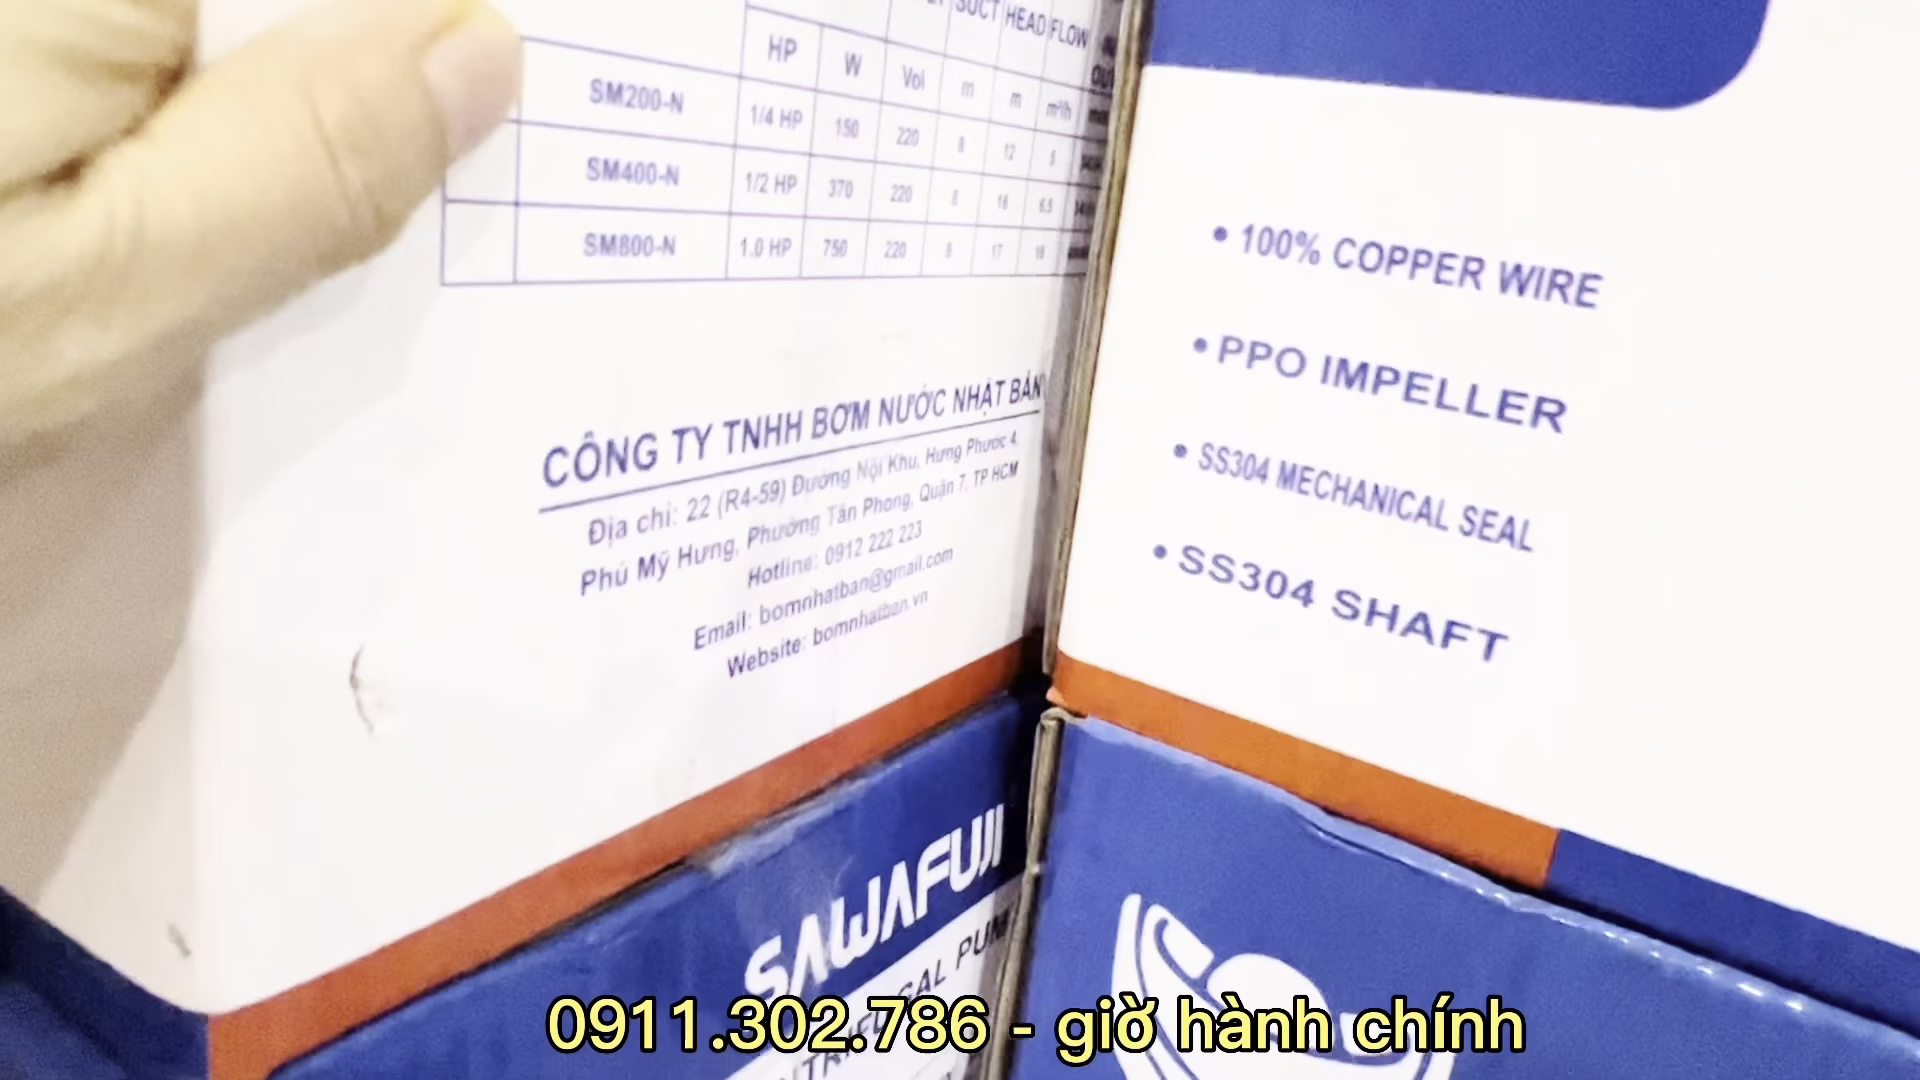 SUCT HEAD FLOW
HP W Vol m m m³/h
SM200-N 1/4 HP 150 220 8 12 5
SM400-N 1/2 HP 370 220 8 16 6.5
SM800-N 1.0 HP 750 220 8 17 18
CÔNG TY TNHH BƠM NƯỚC NHẬT BẢN
Địa chỉ: 22 (R4-59) Đường Nội Khu, Hưng Phước 4,
Phú Mỹ Hưng, Phường Tân Phong, Quận 7, TP HCM
Hotline: 0912 222 223
Email: bomnhatban@gmail.com
Website: bomnhatban.vn
• 100% COPPER WIRE
• PPO IMPELLER
• SS304 MECHANICAL SEAL
• SS304 SHAFT
SAWAFUJI
0911.302.786 - giờ hành chính